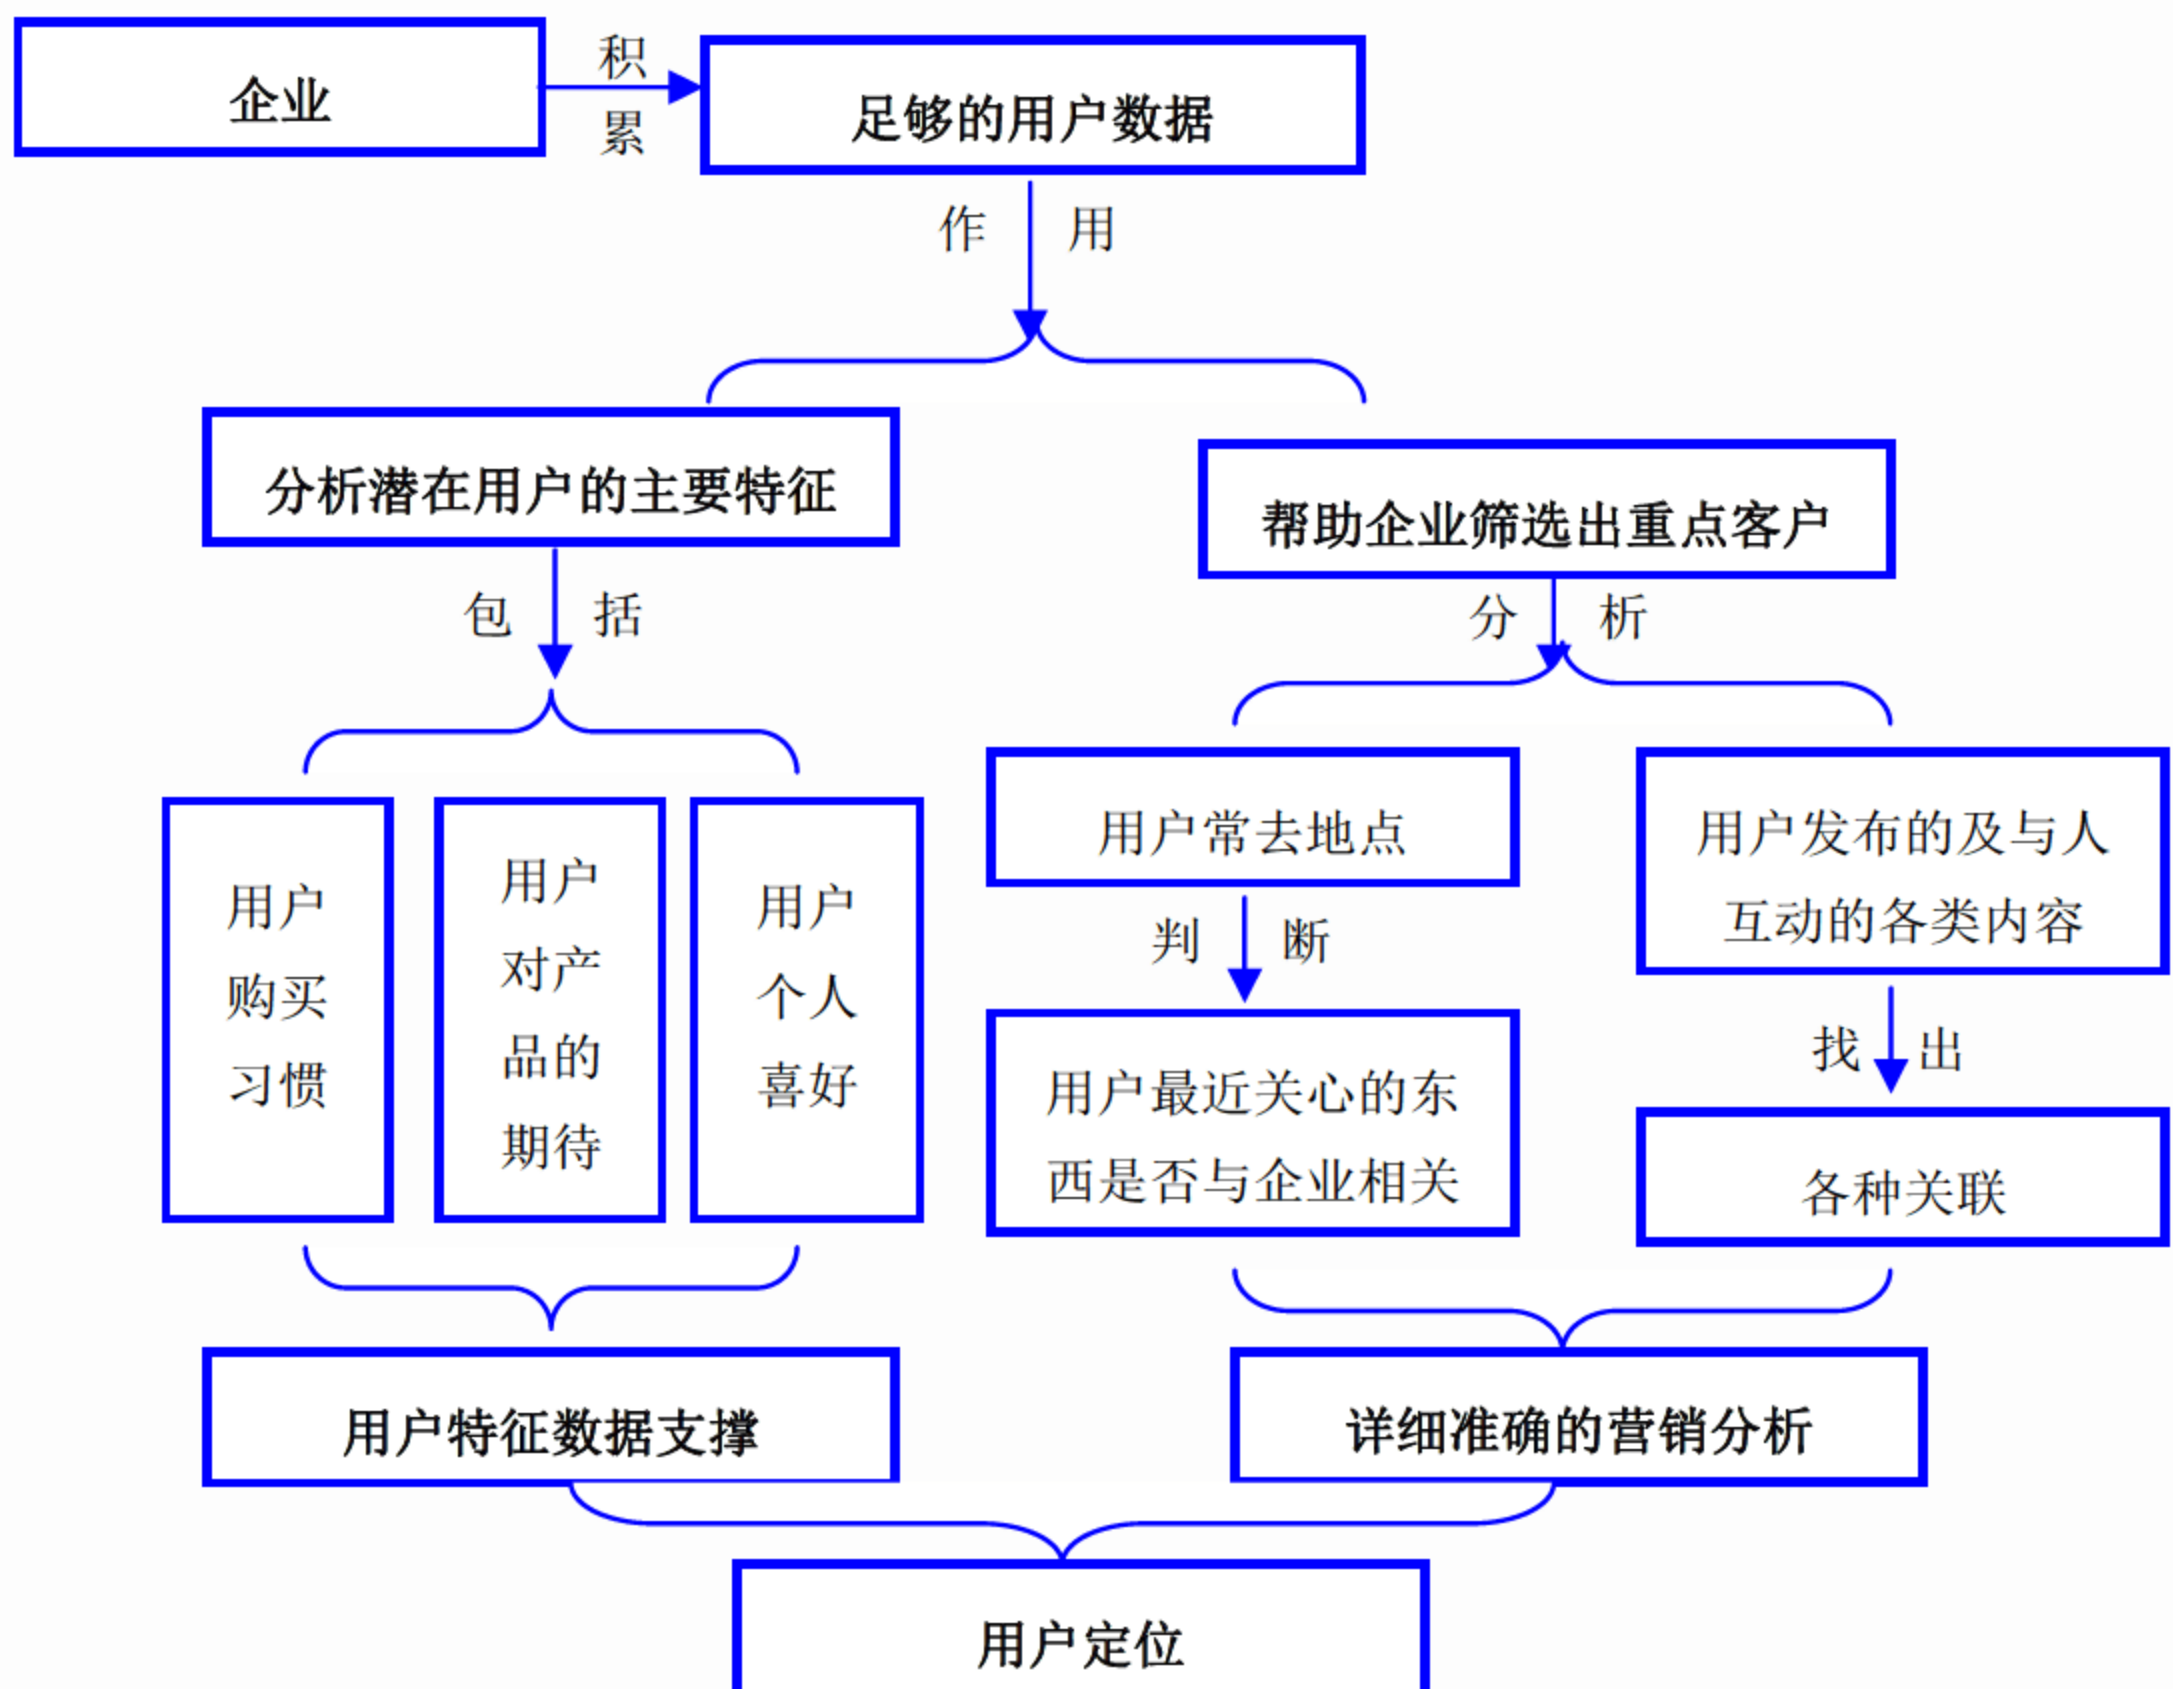 企业
积
累
足够的用户数据
作 用
分析潜在用户的主要特征
帮助企业筛选出重点客户
包 括
分 析
用户
购买
习惯
用户
对产
品的
期待
用户
个人
喜好
用户常去地点
用户发布的及与人
互动的各类内容
判 断
找 出
用户最近关心的东
西是否与企业相关
各种关联
用户特征数据支撑
详细准确的营销分析
用户定位